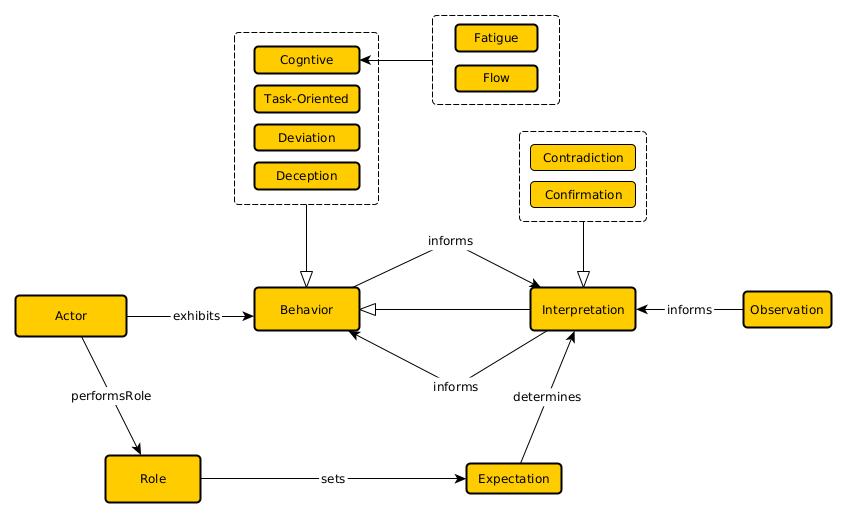 Fatigue
Cogntive
Flow
Task-Oriented
Deviation
Contradiction
Deception
Confirmation
informs
Behavior
Interpretation
Observation
Actor
exhibits
informs
informs
performsRole
determines
Role
sets
Expectation